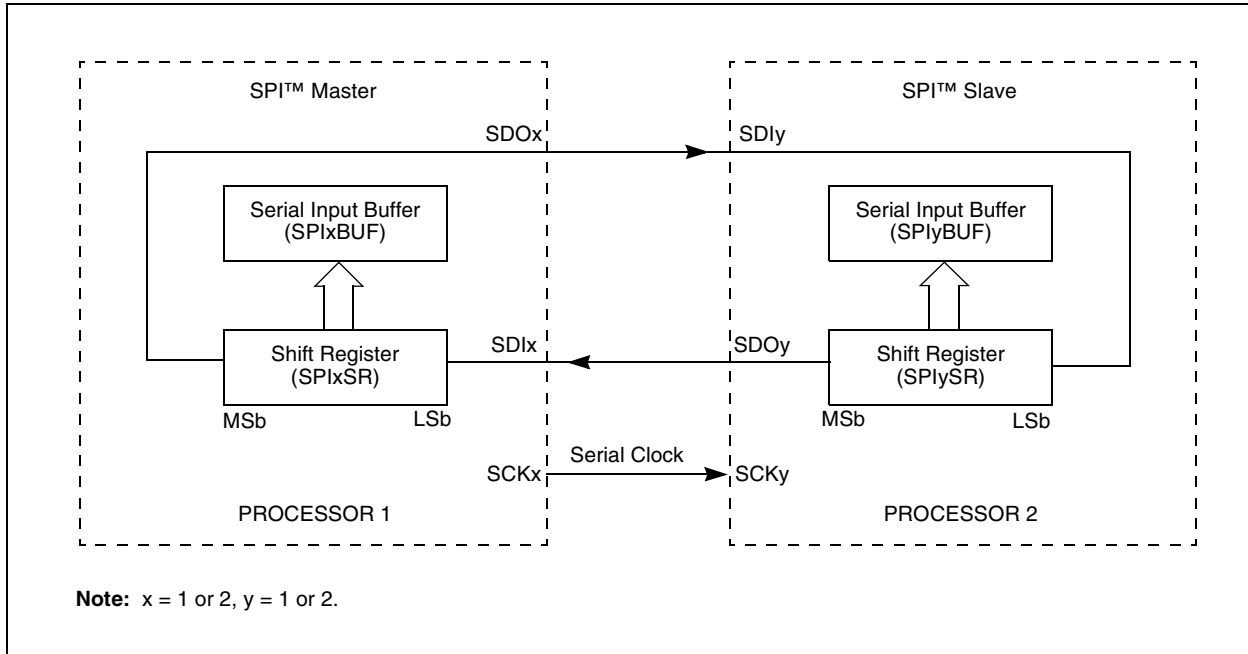 SPI™ Master
SPI™ Slave
SDOx
SDIy
Serial Input Buffer
(SPIxBUF)
Serial Input Buffer
(SPIyBUF)
SDIx
SDOy
Shift Register
(SPIxSR)
Shift Register
(SPIySR)
MSb
LSb
MSb
LSb
Serial Clock
SCKx
SCKy
PROCESSOR 1
PROCESSOR 2
Note: x = 1 or 2, y = 1 or 2.